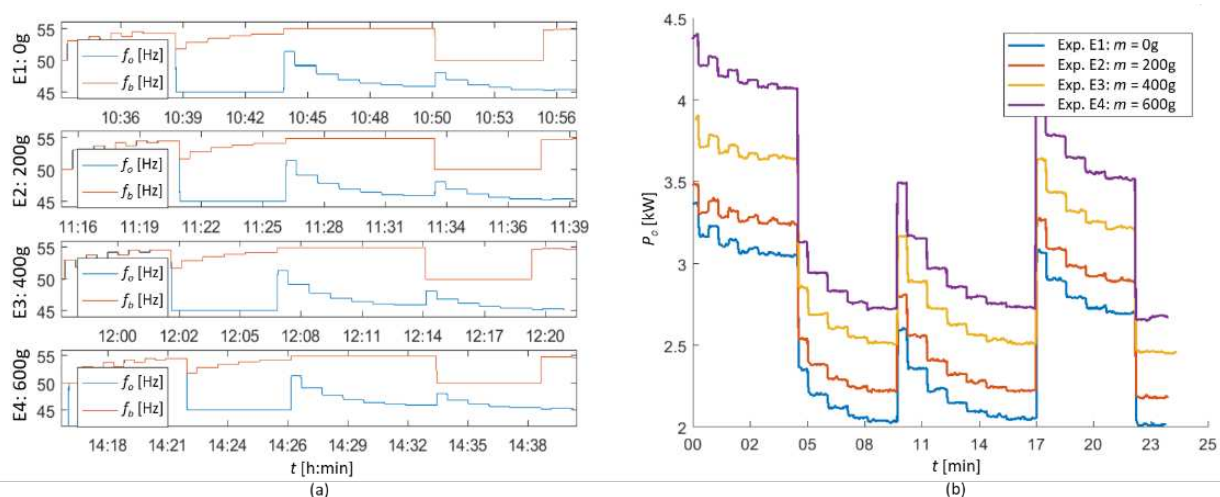 E1: 0g
55
50
45
f_o [Hz]
f_b [Hz]
10:36 10:39 10:42 10:45 10:48 10:50 10:53 10:56
E2: 200g
55
50
45
f_o [Hz]
f_b [Hz]
11:16 11:19 11:22 11:25 11:28 11:31 11:34 11:36 11:39
E3: 400g
55
50
45
f_o [Hz]
f_b [Hz]
12:00 12:02 12:05 12:08 12:11 12:14 12:17 12:20
E4: 600g
55
50
45
f_o [Hz]
f_b [Hz]
14:18 14:21 14:24 14:26 14:29 14:32 14:35 14:38
t [h:min]
(a)
P_o [kW]
4.5
4
3.5
3
2.5
2
Exp. E1: m = 0g
Exp. E2: m = 200g
Exp. E3: m = 400g
Exp. E4: m = 600g
00 02 05 08 11 14 17 20 23 25
t [min]
(b)